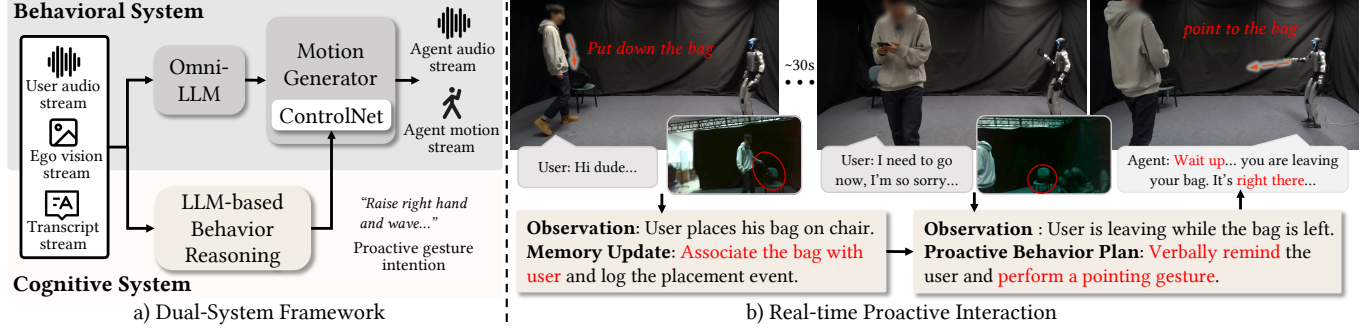 Behavioral System
User audio
stream
Ego vision
stream
Transcript
stream
Omni-
LLM
Motion
Generator
ControlNet
Agent audio
stream
Agent motion
stream
LLM-based
Behavior
Reasoning
“Raise right hand
and wave...”
Proactive gesture
intention
Cognitive System
a) Dual-System Framework
Put down the bag
~30s
point to the bag
User: Hi dude...
User: I need to go
now, I'm so sorry...
Agent: Wait up... you are leaving
your bag. It's right there...
Observation: User places his bag on chair.
Memory Update: Associate the bag with
user and log the placement event.
Observation : User is leaving while the bag is left.
Proactive Behavior Plan: Verbally remind the
user and perform a pointing gesture.
b) Real-time Proactive Interaction